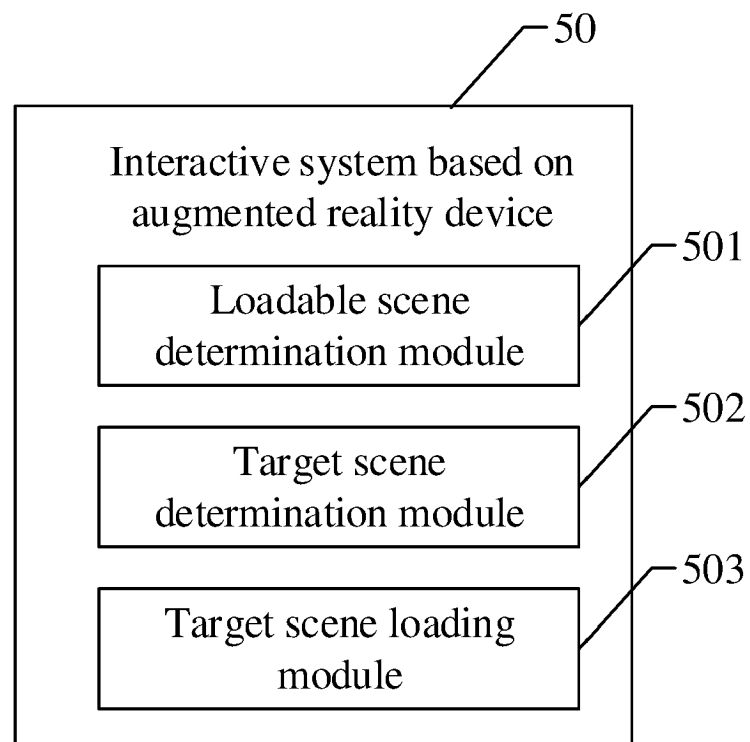 50
Interactive system based on
augmented reality device
501
Loadable scene
determination module
502
Target scene
determination module
503
Target scene loading
module